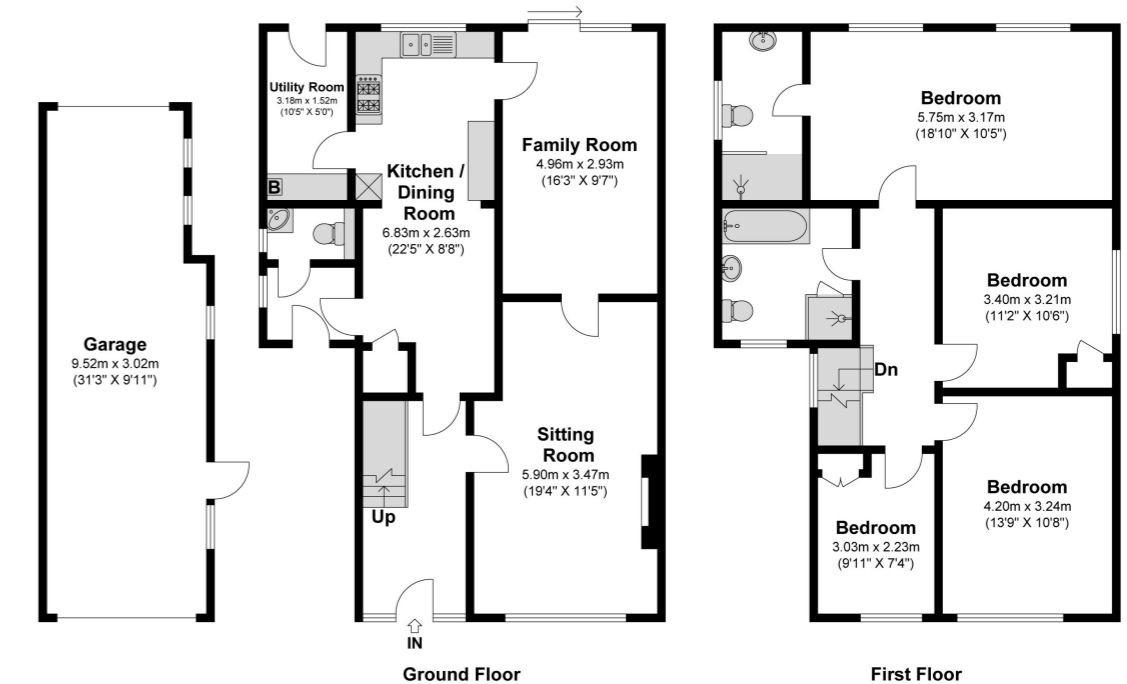 Garage
9.52m x 3.02m
(31'3" X 9'11")
Utility Room
3.18m x 1.52m
(10'5" X 5'0")
B
Kitchen /
Dining
Room
6.83m x 2.63m
(22'5" X 8'8")
Family Room
4.96m x 2.93m
(16'3" X 9'7")
Sitting
Room
5.90m x 3.47m
(19'4" X 11'5")
Up
IN
Ground Floor
Bedroom
5.75m x 3.17m
(18'10" X 10'5")
Bedroom
3.40m x 3.21m
(11'2" X 10'6")
Dn
Bedroom
4.20m x 3.24m
(13'9" X 10'8")
Bedroom
3.03m x 2.23m
(9'11" X 7'4")
First Floor